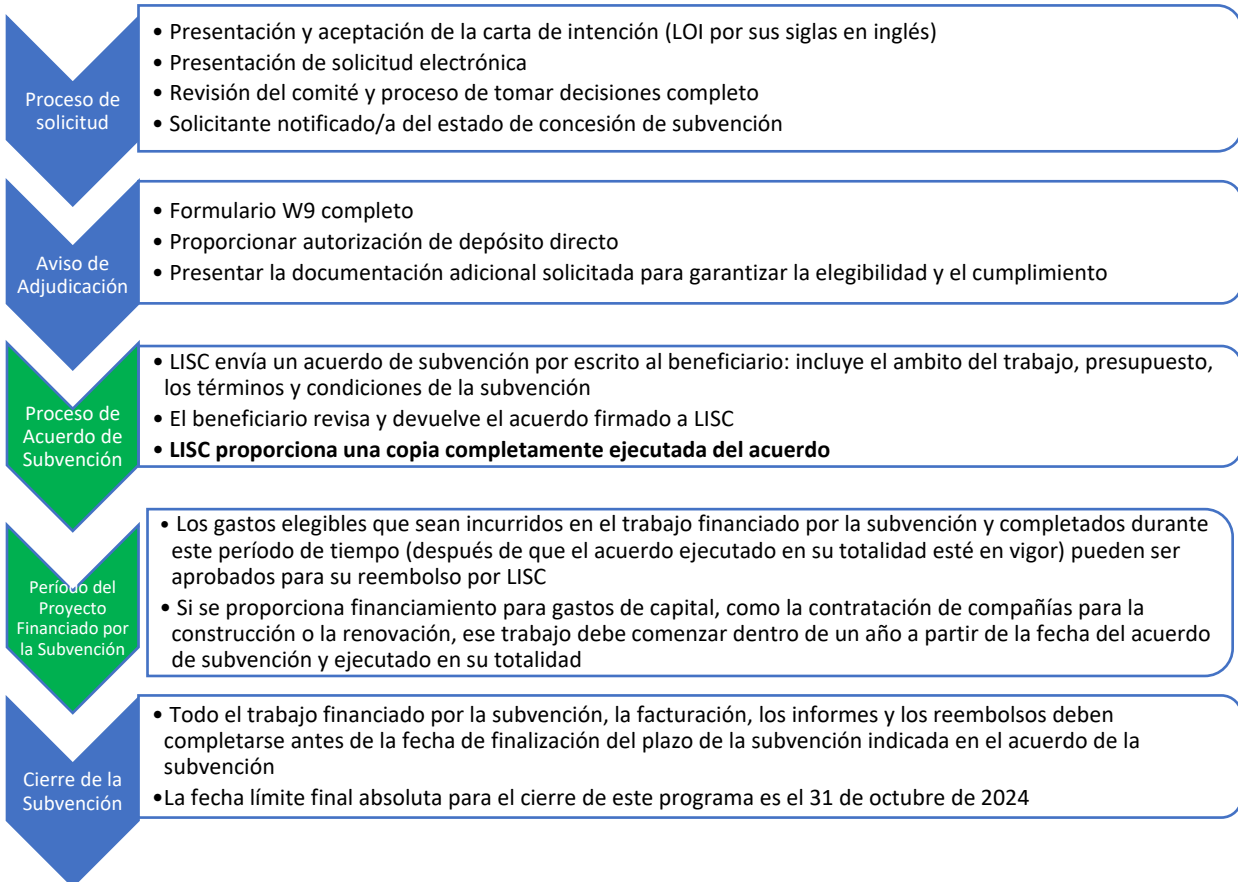 Proceso de
solicitud
• Presentación y aceptación de la carta de intención (LOI por sus siglas en inglés)
• Presentación de solicitud electrónica
• Revisión del comité y proceso de tomar decisiones completo
• Solicitante notificado/a del estado de concesión de subvención
Aviso de
Adjudicación
• Formulario W9 completo
• Proporcionar autorización de depósito directo
• Presentar la documentación adicional solicitada para garantizar la elegibilidad y el cumplimiento
Proceso de
Acuerdo de
Subvención
• LISC envía un acuerdo de subvención por escrito al beneficiario: incluye el ambito del trabajo, presupuesto,
los términos y condiciones de la subvención
• El beneficiario revisa y devuelve el acuerdo firmado a LISC
• LISC proporciona una copia completamente ejecutada del acuerdo
Período del
Proyecto
Financiado por
la Subvención
• Los gastos elegibles que sean incurridos en el trabajo financiado por la subvención y completados durante
este período de tiempo (después de que el acuerdo ejecutado en su totalidad esté en vigor) pueden ser
aprobados para su reembolso por LISC
• Si se proporciona financiamiento para gastos de capital, como la contratación de compañías para la
construcción o la renovación, ese trabajo debe comenzar dentro de un año a partir de la fecha del acuerdo
de subvención y ejecutado en su totalidad
Cierre de la
Subvención
• Todo el trabajo financiado por la subvención, la facturación, los informes y los reembolsos deben
completarse antes de la fecha de finalización del plazo de la subvención indicada en el acuerdo de la
subvención
•La fecha límite final absoluta para el cierre de este programa es el 31 de octubre de 2024